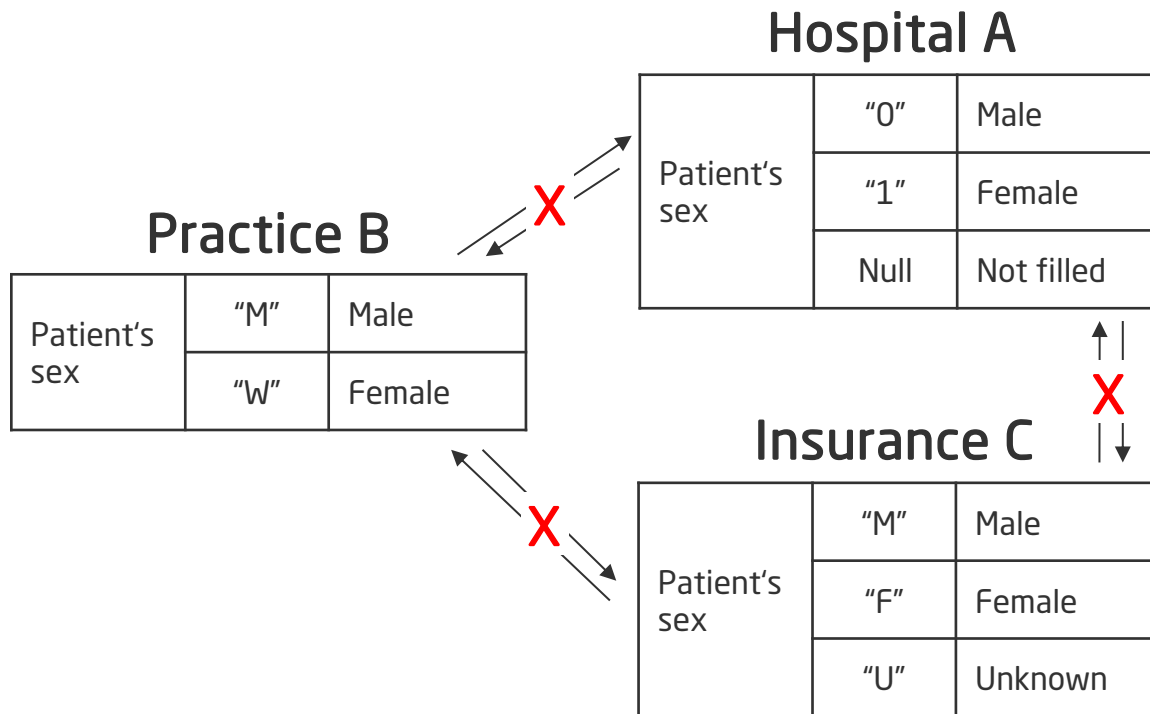 Hospital A
Patient‘s
sex
“0”
Male
“1”
Female
Null
Not filled
X
Practice B
Patient‘s
sex
“M”
Male
“W”
Female
X
X
Insurance C
Patient‘s
sex
“M”
Male
“F”
Female
“U”
Unknown